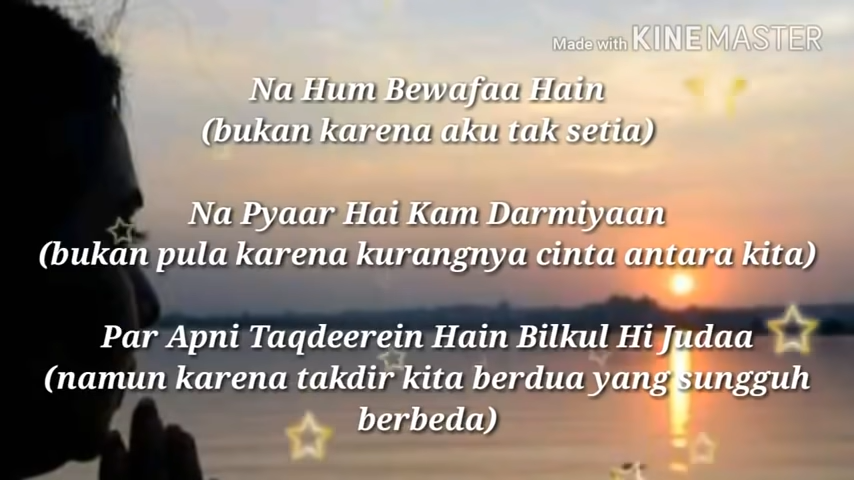 Made with KINEMASTER
Na Hum Bewafaa Hain
(bukan karena aku tak setia)
Na Pyaar Hai Kam Darmiyaan
(bukan pula karena kurangnya cinta antara kita)
Par Apni Taqdeerein Hain Bilkul Hi Judaa
(namun karena takdir kita berdua yang sungguh
berbeda)